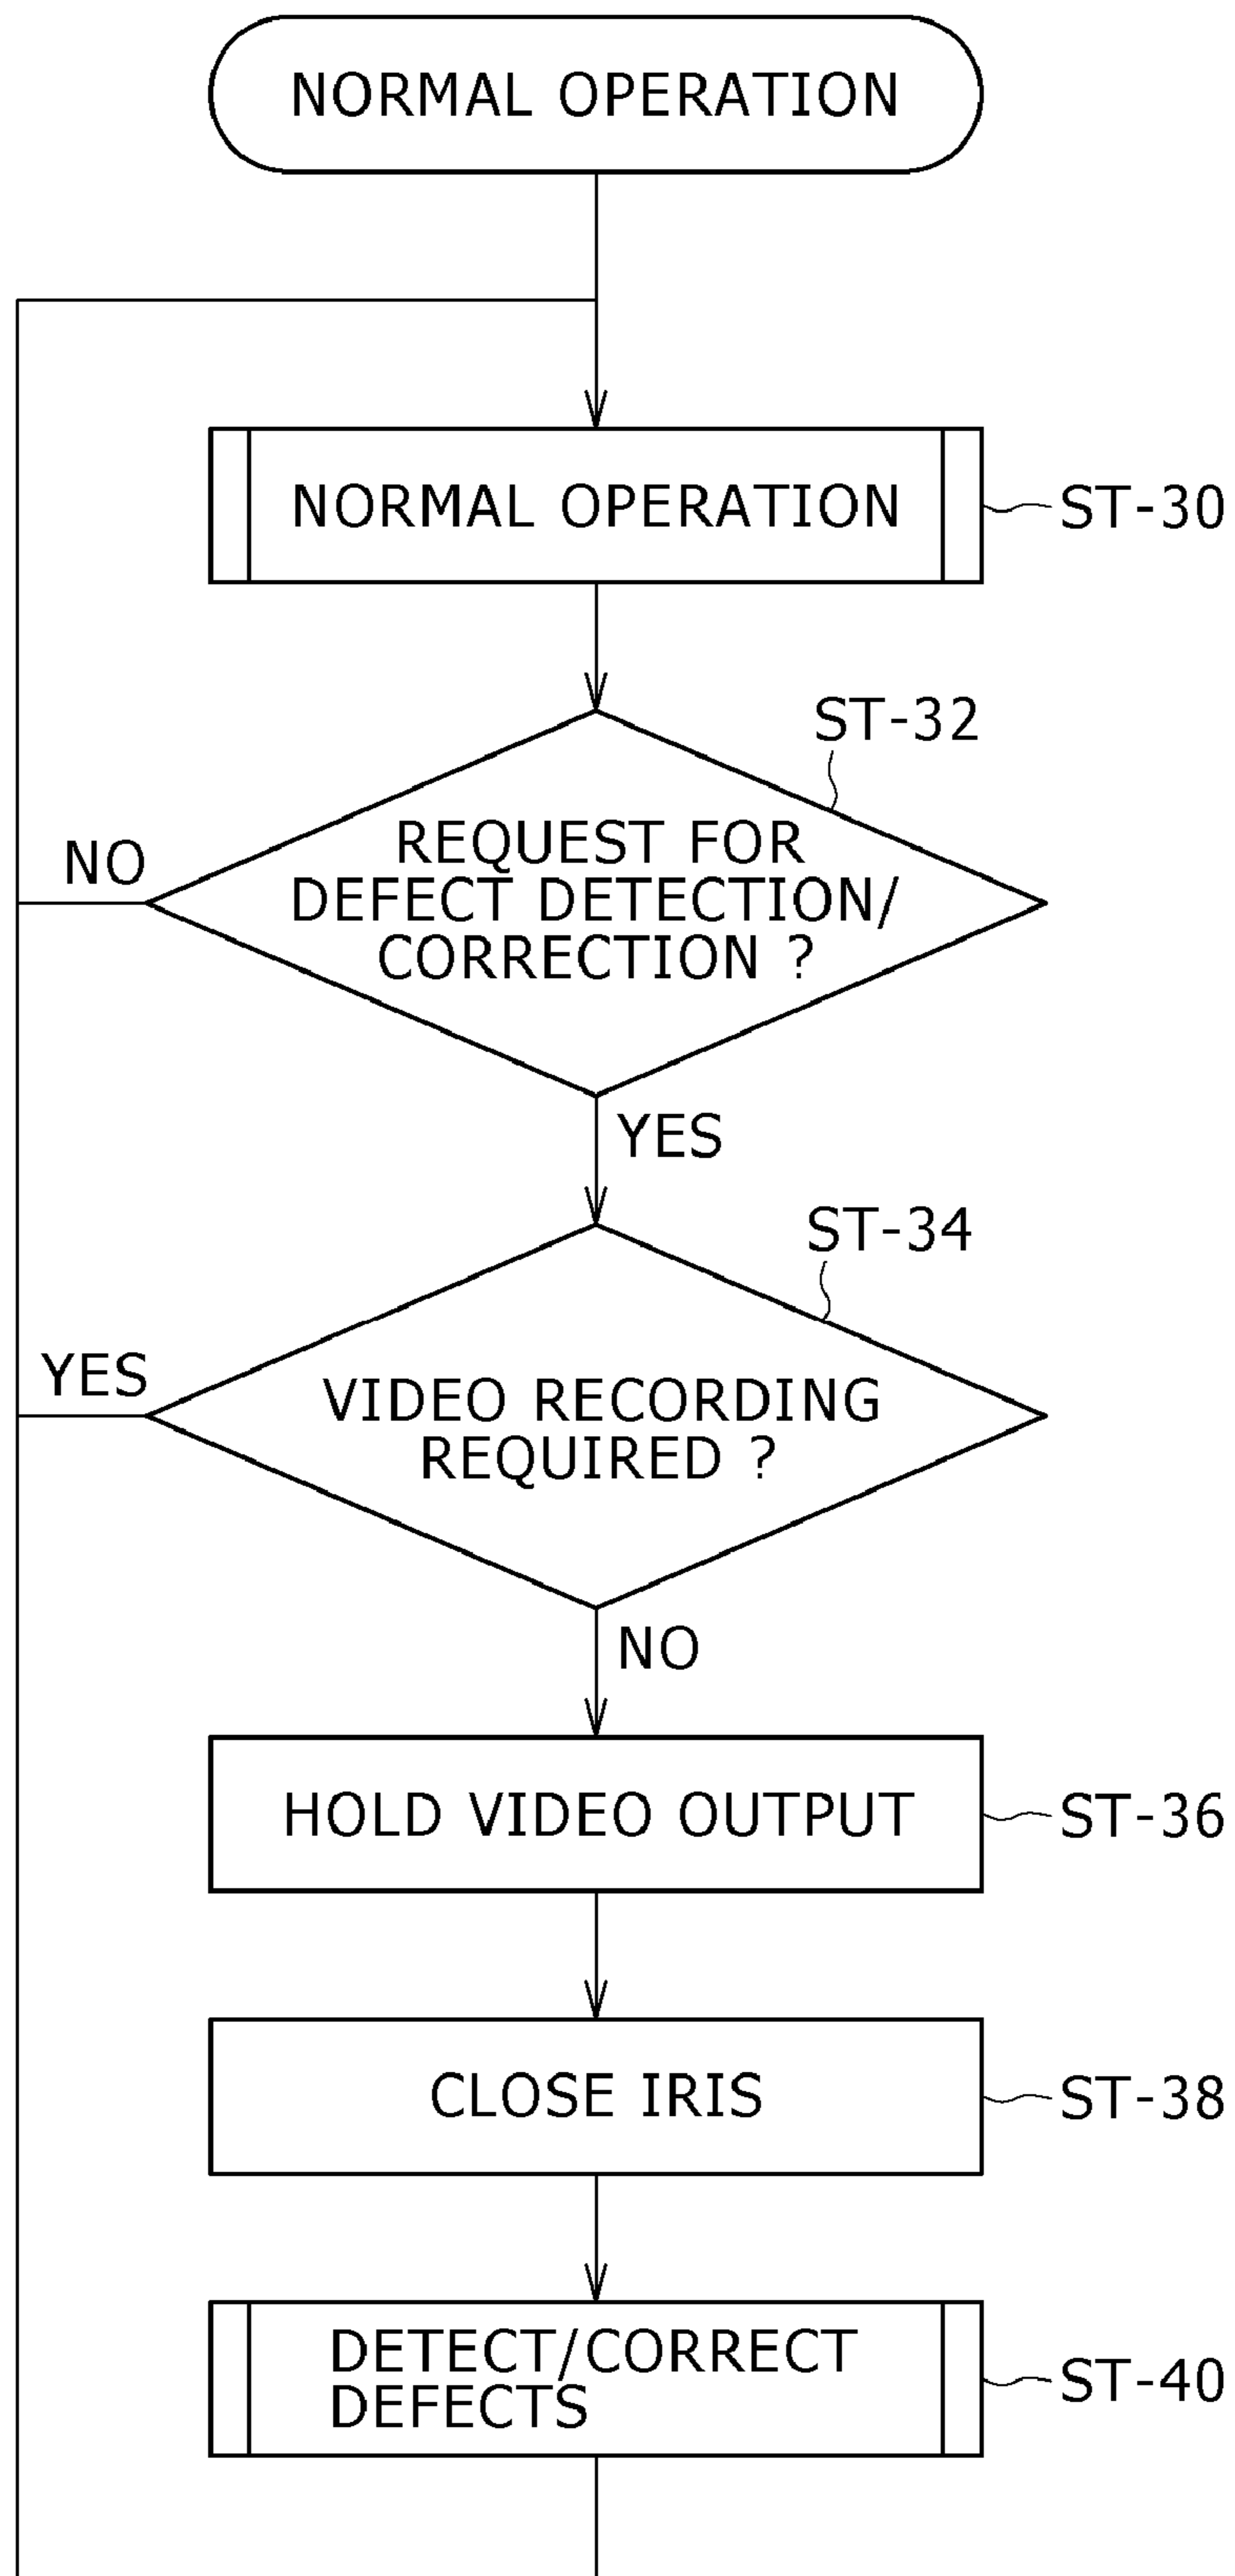 NORMAL OPERATION
NORMAL OPERATION
ST-30
ST-32
REQUEST FOR
DEFECT DETECTION/
CORRECTION ?
NO
YES
ST-34
VIDEO RECORDING
REQUIRED ?
YES
NO
HOLD VIDEO OUTPUT
ST-36
CLOSE IRIS
ST-38
DETECT/CORRECT
DEFECTS
ST-40